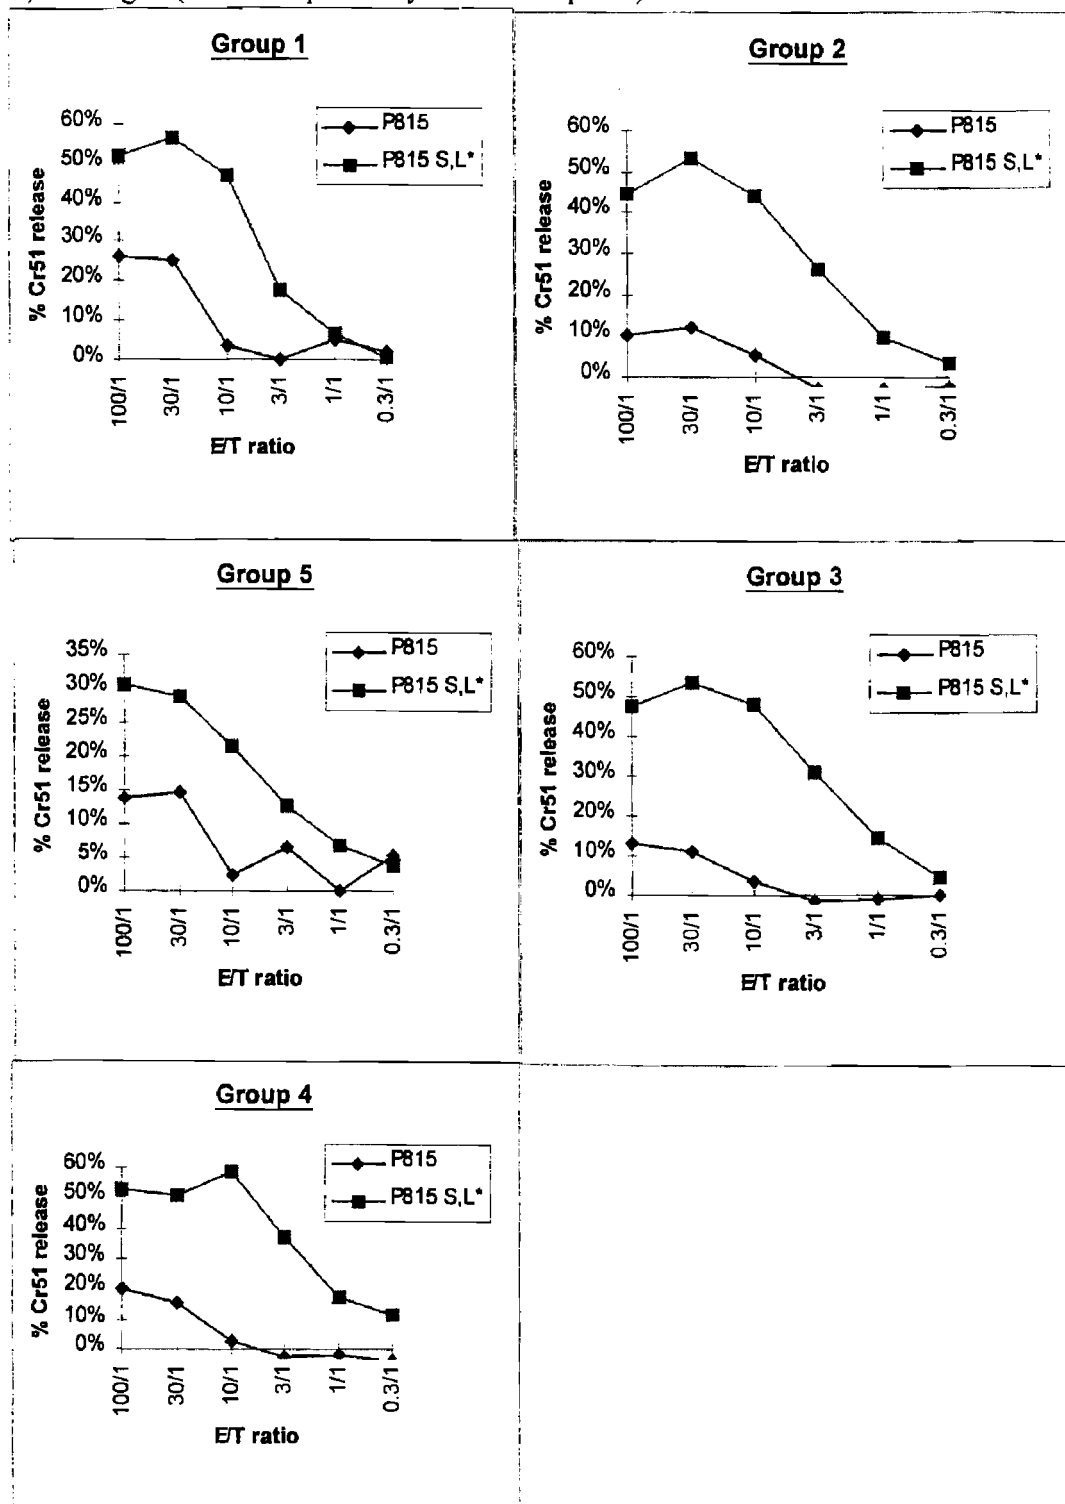 Group 1
P815
P815 S,L*
60%
50%
40%
30%
20%
10%
0%
% Cr51 release
100/1
30/1
10/1
3/1
1/1
0.3/1
E/T ratio
Group 2
P815
P815 S,L*
60%
50%
40%
30%
20%
10%
0%
% Cr51 release
100/1
30/1
10/1
3/1
1/1
0.3/1
E/T ratio
Group 5
P815
P815 S,L*
35%
30%
25%
20%
15%
10%
5%
0%
% Cr51 release
100/1
30/1
10/1
3/1
1/1
0.3/1
E/T ratio
Group 3
P815
P815 S,L*
60%
50%
40%
30%
20%
10%
0%
% Cr51 release
100/1
30/1
10/1
3/1
1/1
0.3/1
E/T ratio
Group 4
P815
P815 S,L*
60%
50%
40%
30%
20%
10%
0%
% Cr51 release
100/1
30/1
10/1
3/1
1/1
0.3/1
E/T ratio